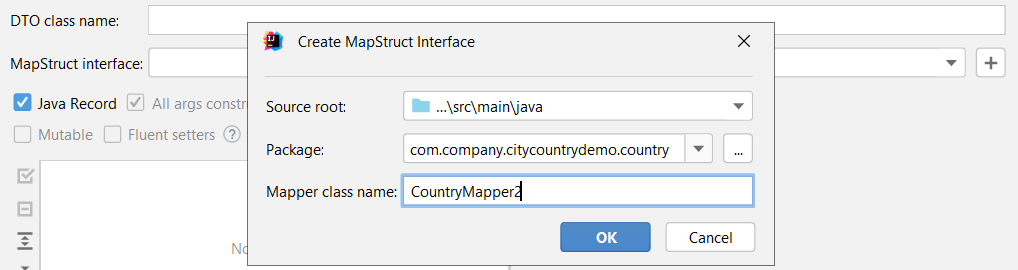 DTO class name:
Create MapStruct Interface
MapStruct interface:
Source root: ...\src\main\java
Java Record All args constr
Package: com.company.citycountrydemo.country ...
Mutable Fluent setters ?
Mapper class name: CountryMapper2
OK Cancel
No